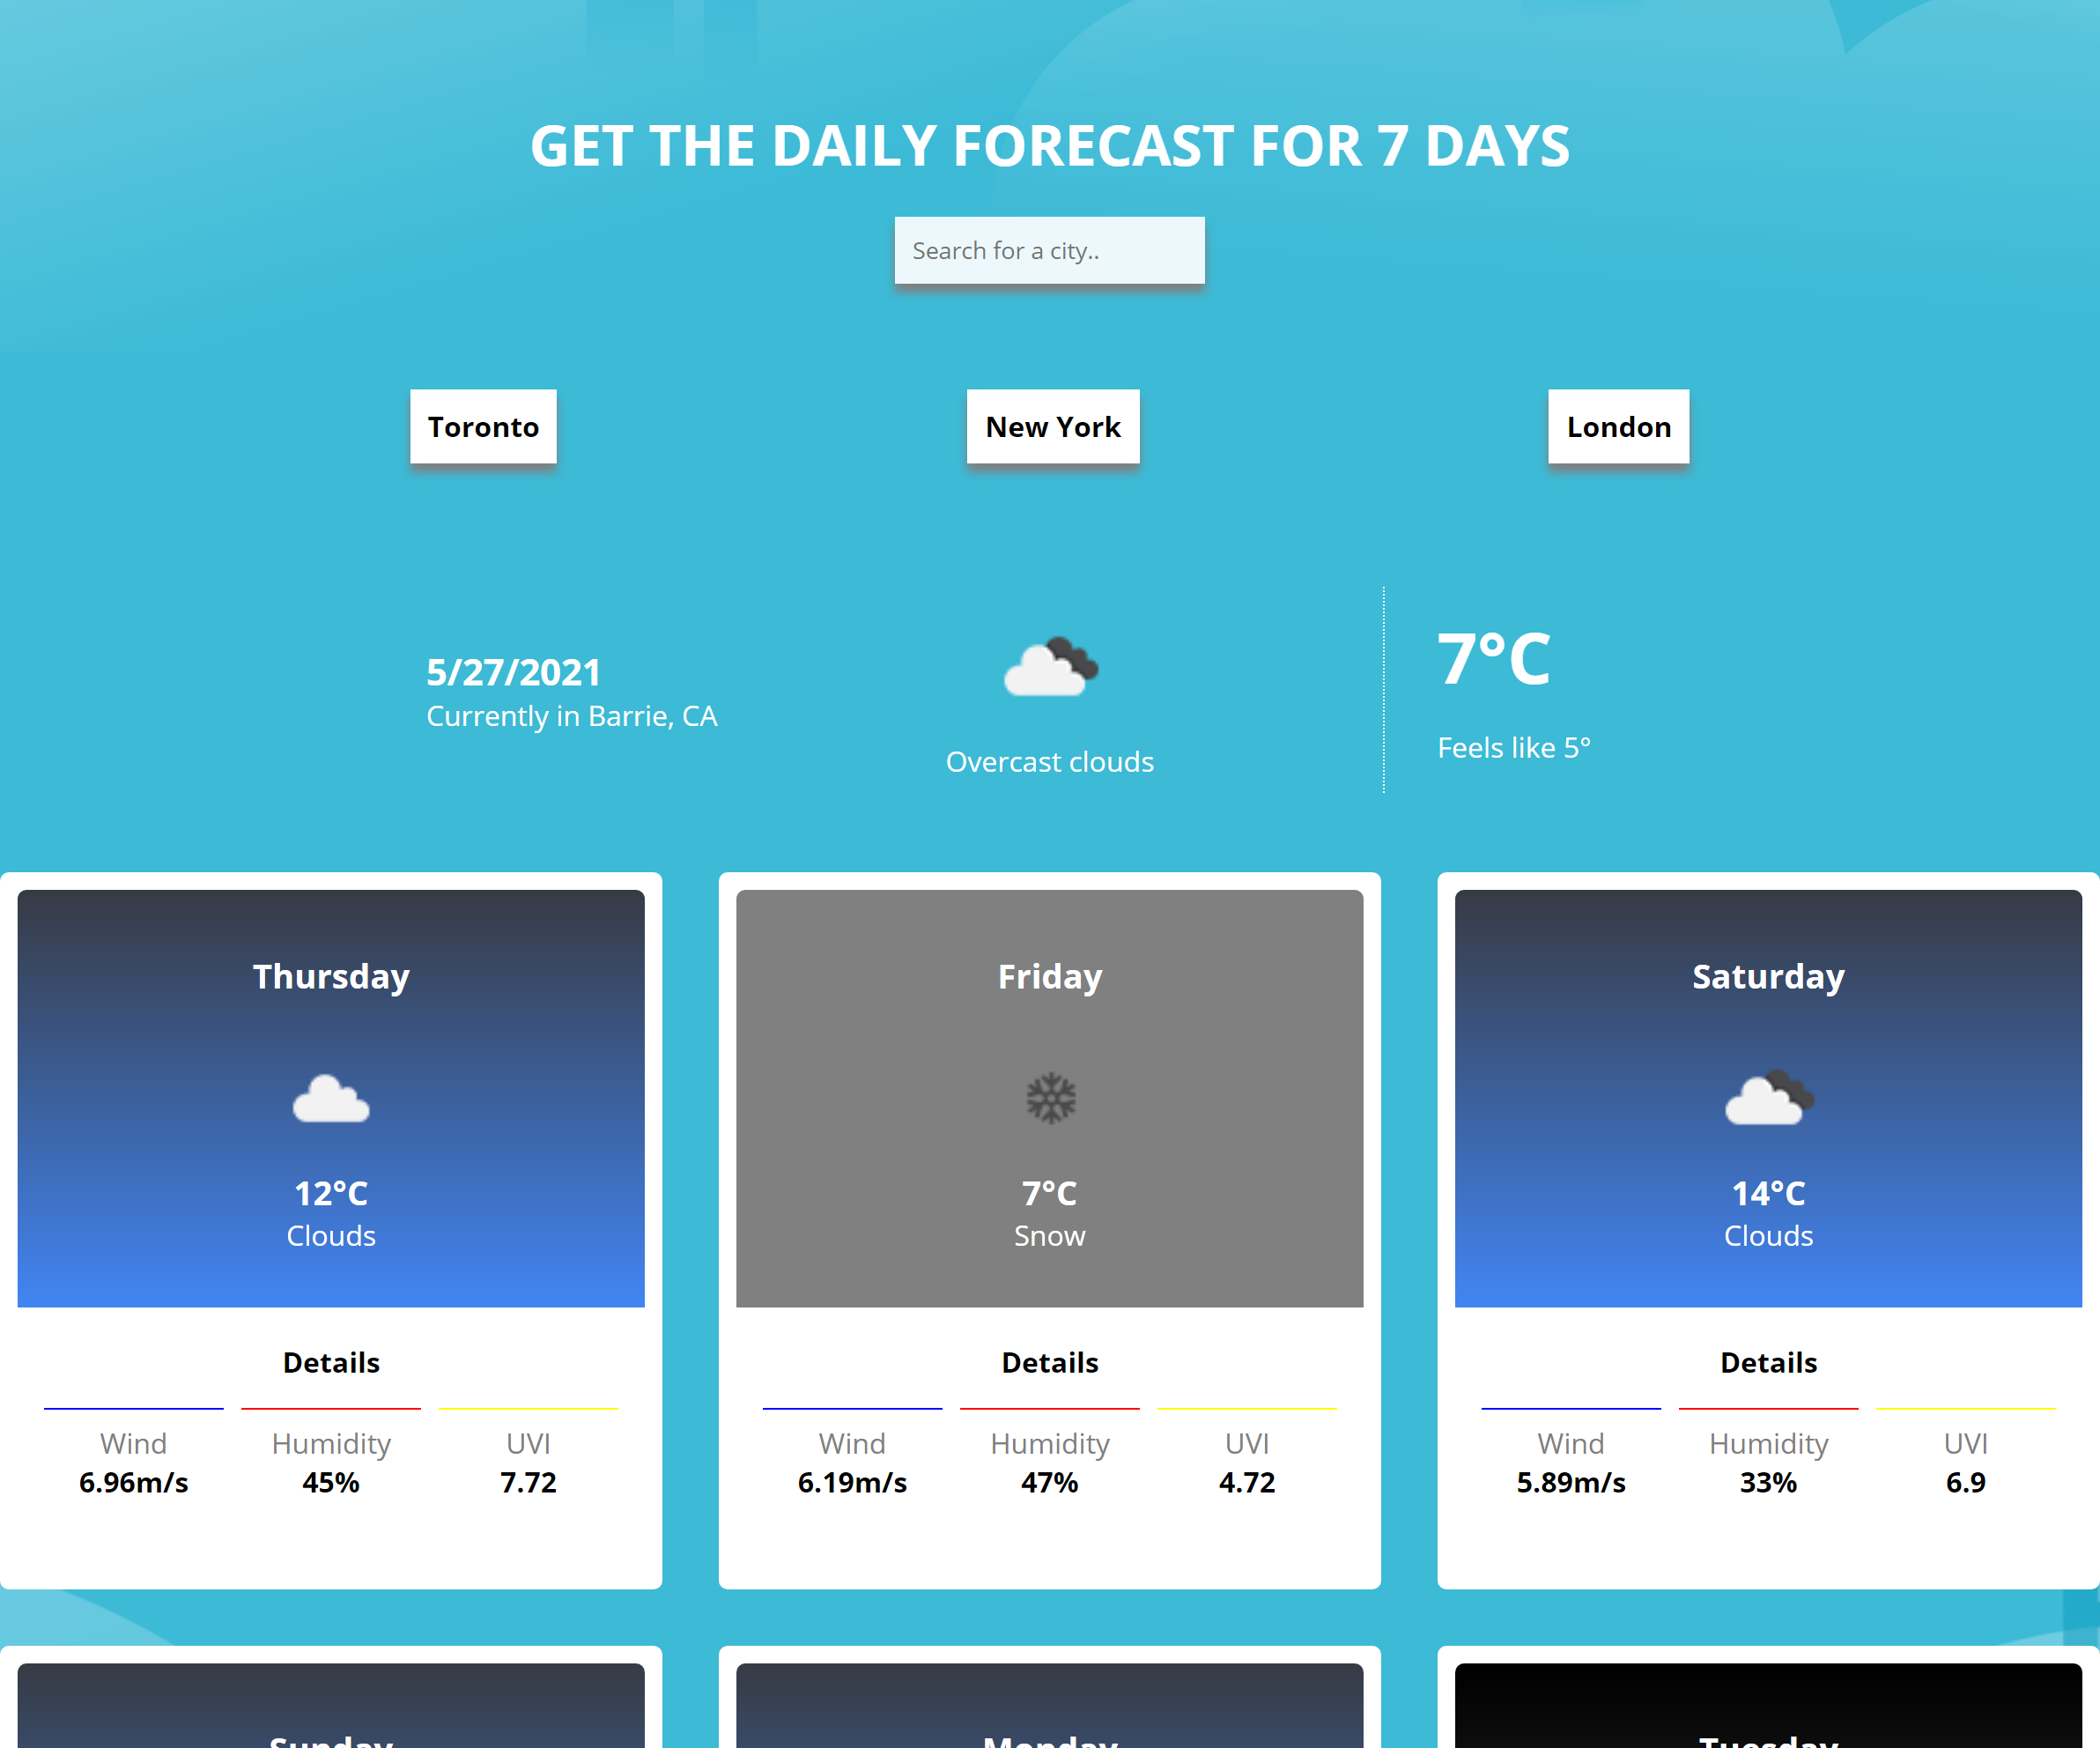 GET THE DAILY FORECAST FOR 7 DAYS
Search for a city..
Toronto
New York
London
5/27/2021
Currently in Barrie, CA
Overcast clouds
7°C
Feels like 5°
Thursday
12°C
Clouds
Details
Wind
6.96m/s
Humidity
45%
UVI
7.72
Friday
7°C
Snow
Details
Wind
6.19m/s
Humidity
47%
UVI
4.72
Saturday
14°C
Clouds
Details
Wind
5.89m/s
Humidity
33%
UVI
6.9
Sunday
Monday
Tuesday